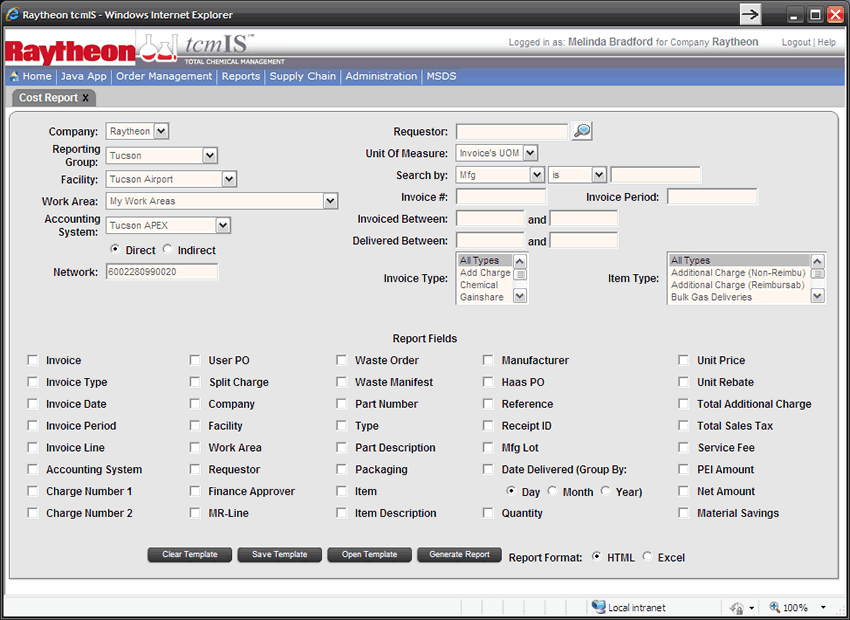 Raytheon tcmIS - Windows Internet Explorer
Raytheon tcmIS™
TOTAL CHEMICAL MANAGEMENT
Logged in as: Melinda Bradford for Company Raytheon Logout | Help
Home Java App Order Management Reports Supply Chain Administration MSDS
Cost Report x
Company: Raytheon
Reporting Group: Tucson
Facility: Tucson Airport
Work Area: My Work Areas
Accounting System: Tucson APEX
Direct Indirect
Network: 6002280990020
Requestor:
Unit Of Measure: Invoice's UOM
Search by: Mfg is
Invoice #: Invoice Period:
Invoiced Between: and
Delivered Between: and
Invoice Type:
All Types
Add Charge
Chemical
Gainshare
Item Type:
All Types
Additional Charge (Non-Reimbu)
Additional Charge (Reimbursab)
Bulk Gas Deliveries
Report Fields
Invoice User PO Waste Order Manufacturer Unit Price
Invoice Type Split Charge Waste Manifest Haas PO Unit Rebate
Invoice Date Company Part Number Reference Total Additional Charge
Invoice Period Facility Type Receipt ID Total Sales Tax
Invoice Line Work Area Part Description Mfg Lot Service Fee
Accounting System Requestor Packaging Date Delivered (Group By: PEI Amount
Charge Number 1 Finance Approver Item Day Month Year) Net Amount
Charge Number 2 MR-Line Item Description Quantity Material Savings
Clear Template Save Template Open Template Generate Report Report Format: HTML Excel
Local intranet 100%